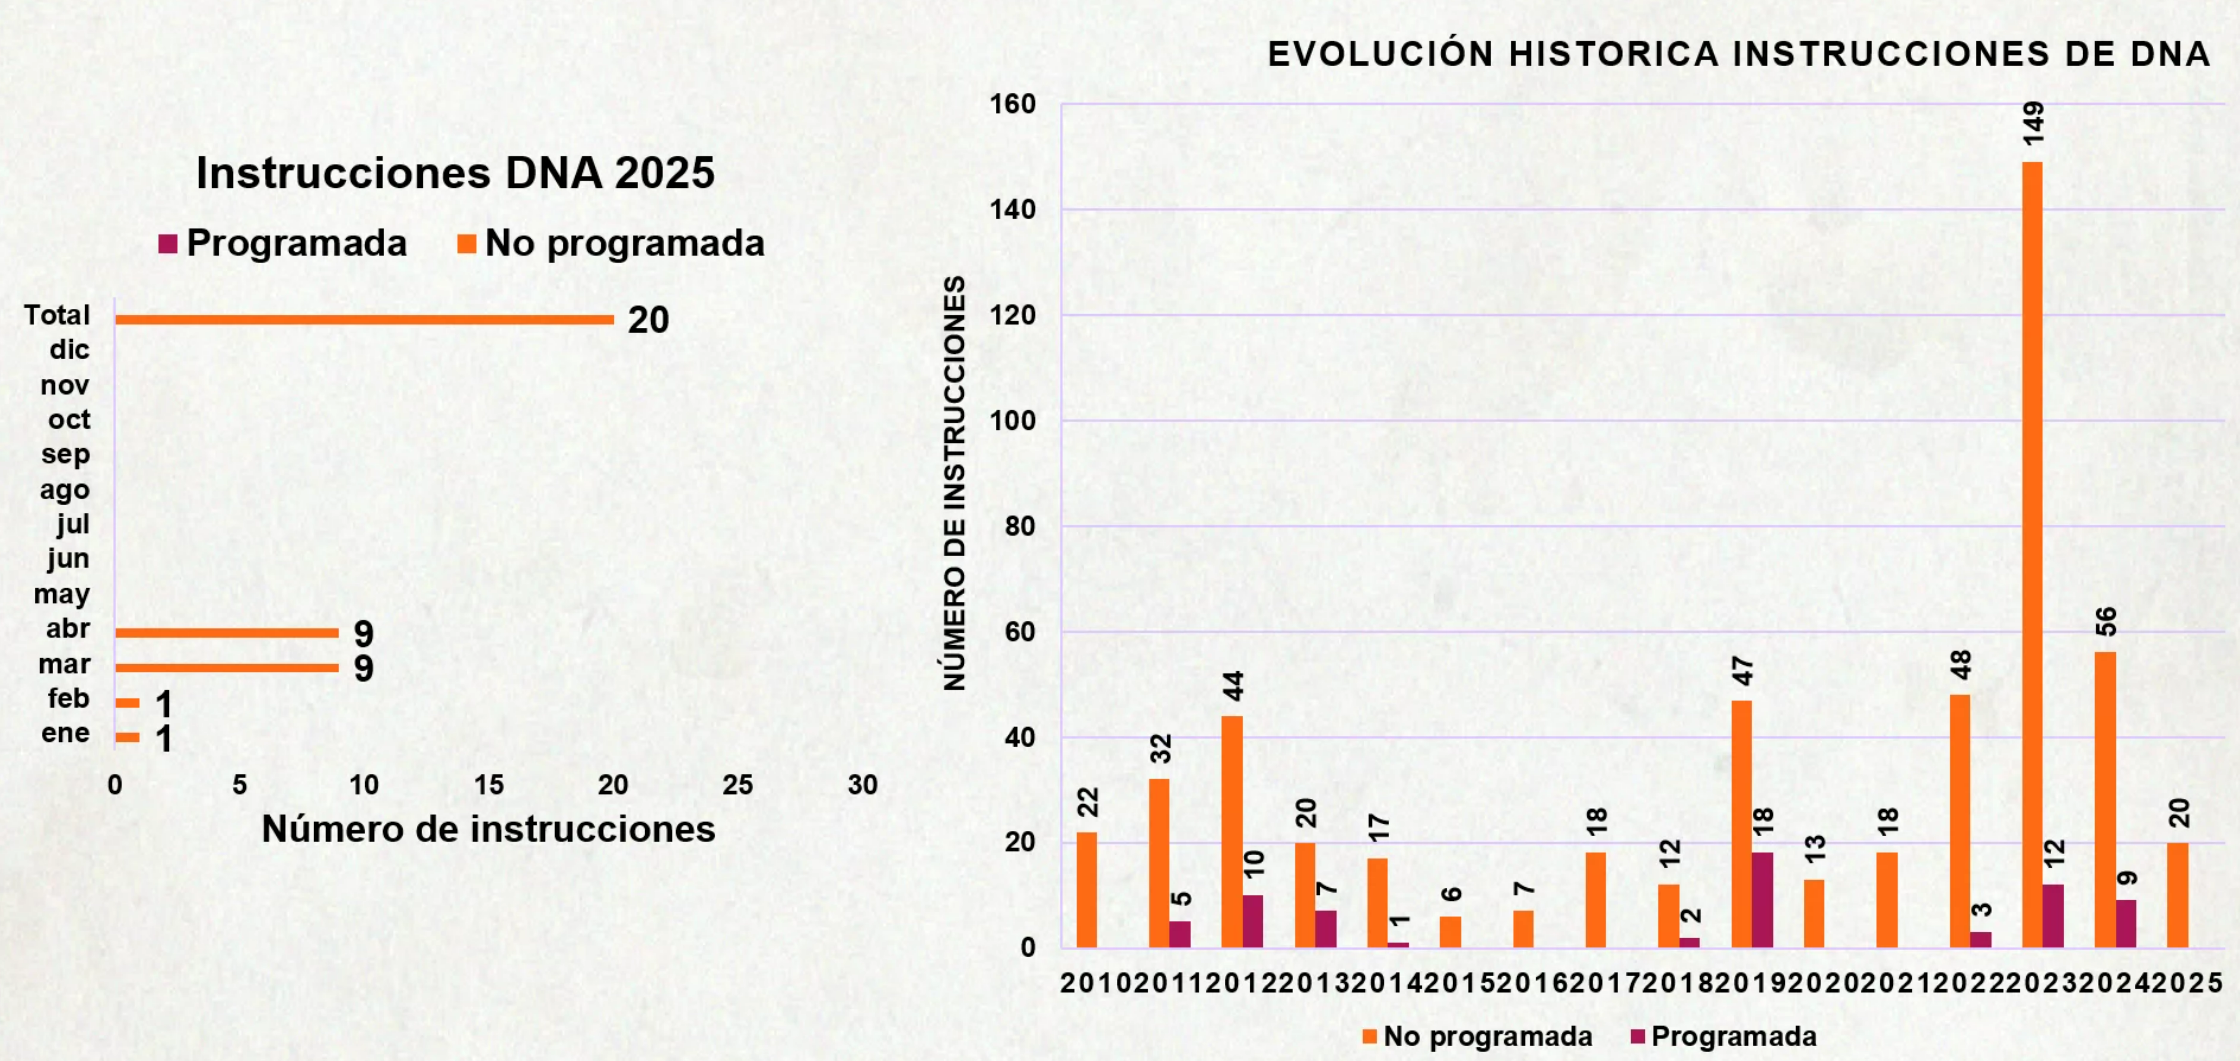 Instrucciones DNA 2025
Programada No programada
Total 20
dic
nov
oct
sep
ago
jul
jun
may
abr 9
mar 9
feb 1
ene 1
0 5 10 15 20 25 30
Número de instrucciones
EVOLUCIÓN HISTORICA INSTRUCCIONES DE DNA
NÚMERO DE INSTRUCCIONES
160
140
120
100
80
60
40
20
0
22
32 5
44 10
20 7
17 1
6
7
18
12 2
47 18
13
18
48 3
149 12
56 9
20
2010 2011 2012 2013 2014 2015 2016 2017 2018 2019 2020 2021 2022 2023 2024 2025
No programada Programada